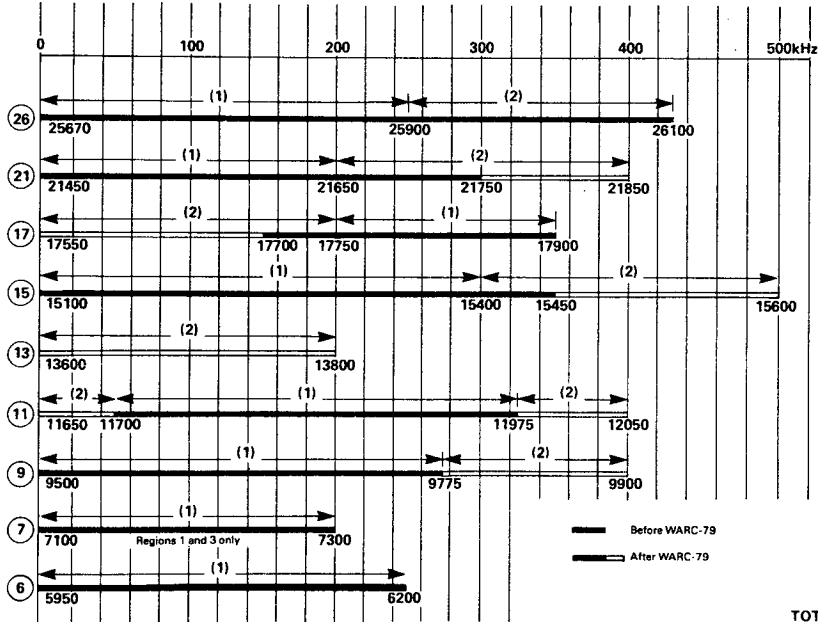 0 100 200 300 400 500kHz
(1) (2)
26
25670 25900 26100
(1) (2)
21
21450 21650 21750 21850
(2) (1)
17
17550 17700 17750 17900
(1) (2)
15
15100 15400 15450 15600
(2)
13
13600 13800
(2) (1) (2)
11
11650 11700 11975 12050
(1) (2)
9
9500 9775 9900
(1)
7
7100 Regions 1 and 3 only 7300
Before WARC-79
After WARC-79
(1)
6
5950 6200
TOT